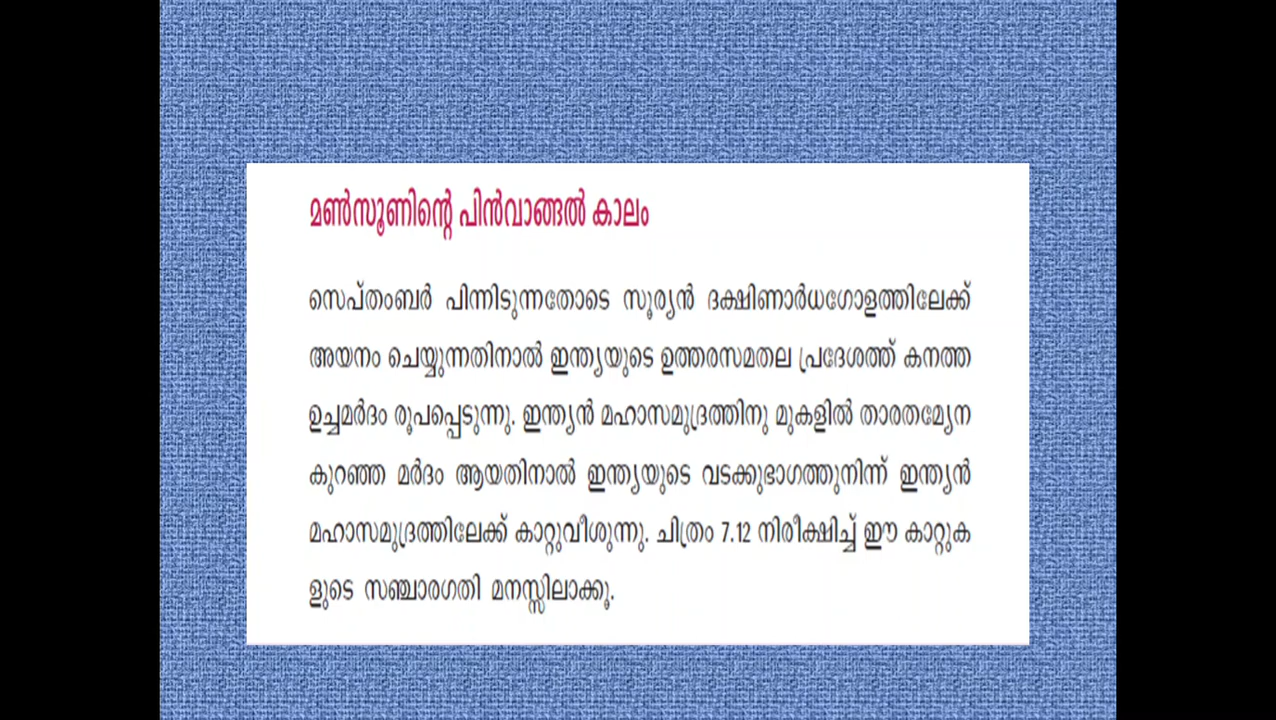 മൺസൂണിന്റെ പിൻവാങ്ങൽ കാലം
സെപ്തംബർ പിന്നിടുന്നതോടെ സൂര്യൻ ദക്ഷിണാർധഗോളത്തിലേക്ക്
അയനം ചെയ്യുന്നതിനാൽ ഇന്ത്യയുടെ ഉത്തരസമതല പ്രദേശത്ത് കനത്ത
ഉച്ചമർദം രൂപപ്പെടുന്നു. ഇന്ത്യൻ മഹാസമുദ്രത്തിനു മുകളിൽ താരതമ്യേന
കുറഞ്ഞ മർദം ആയതിനാൽ ഇന്ത്യയുടെ വടക്കുഭാഗത്തുനിന്ന് ഇന്ത്യൻ
മഹാസമുദ്രത്തിലേക്ക് കാറ്റുവീശുന്നു. ചിത്രം 7.12 നിരീക്ഷിച്ച് ഈ കാറ്റുക
ളുടെ സഞ്ചാരഗതി മനസ്സിലാക്കൂ.